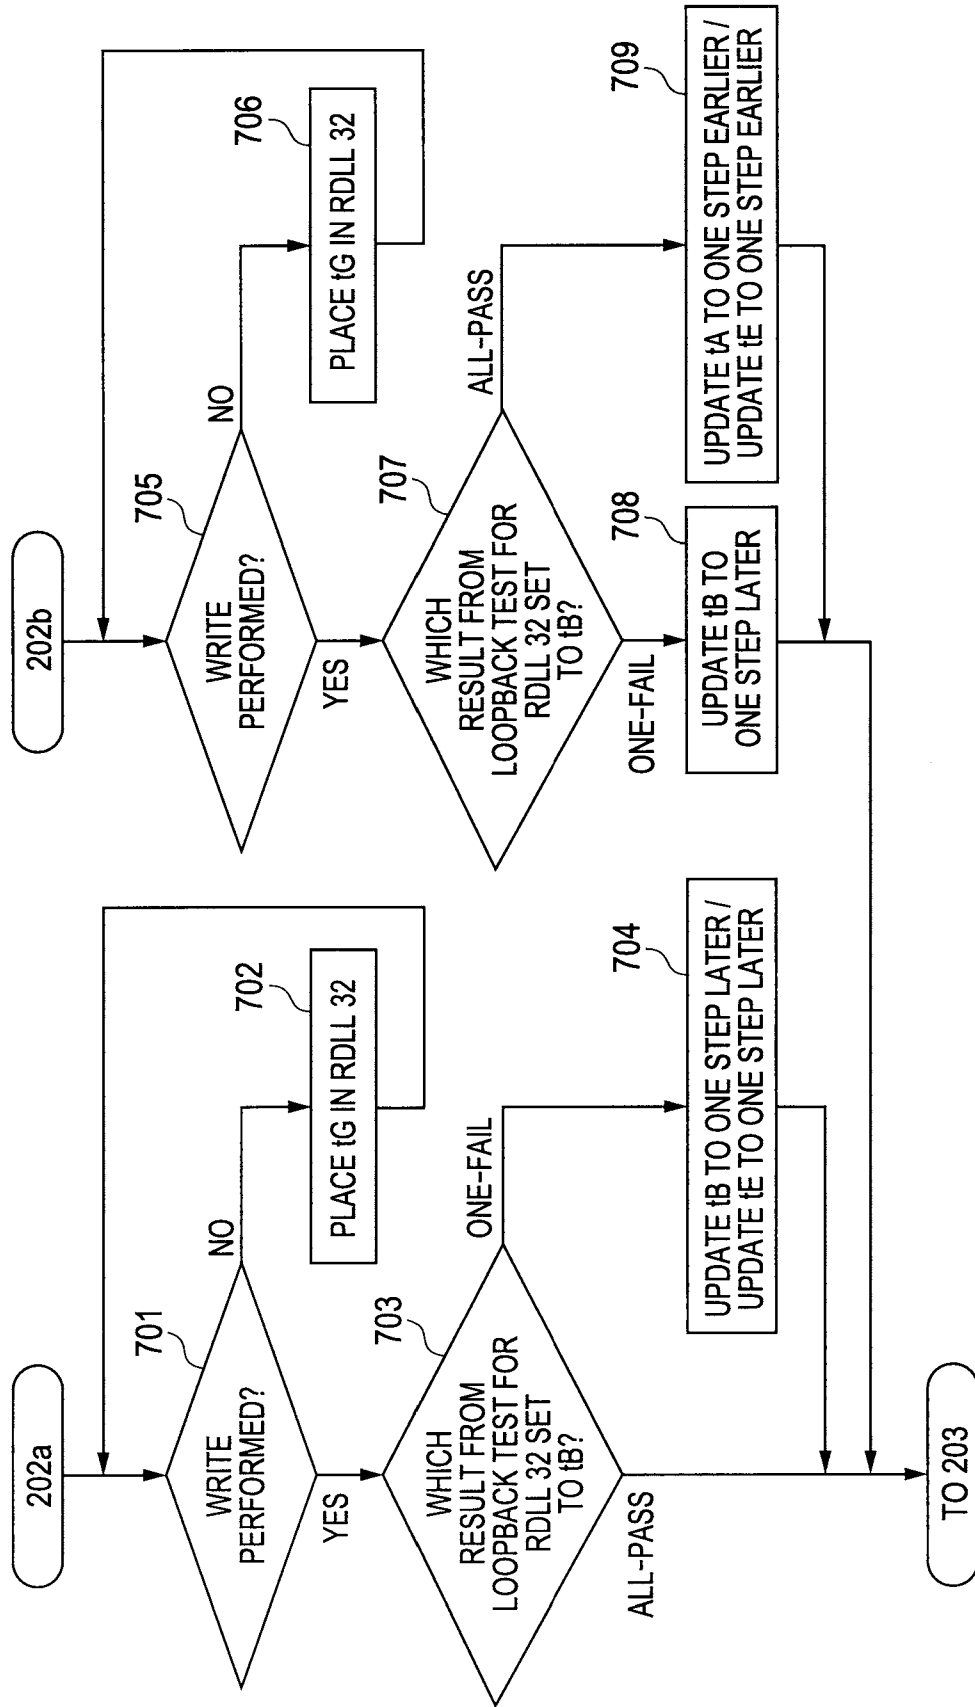 202a
701
WRITE
PERFORMED?
NO
YES
702
PLACE tG IN RDLL 32
703
WHICH
RESULT FROM
LOOPBACK TEST FOR
RDLL 32 SET
TO tB?
ONE-FAIL
ALL-PASS
704
UPDATE tB TO ONE STEP LATER /
UPDATE tE TO ONE STEP LATER
TO 203
202b
705
WRITE
PERFORMED?
NO
YES
706
PLACE tG IN RDLL 32
707
WHICH
RESULT FROM
LOOPBACK TEST FOR
RDLL 32 SET
TO tB?
ALL-PASS
ONE-FAIL
708
UPDATE tB TO
ONE STEP LATER
709
UPDATE tA TO ONE STEP EARLIER /
UPDATE tE TO ONE STEP EARLIER